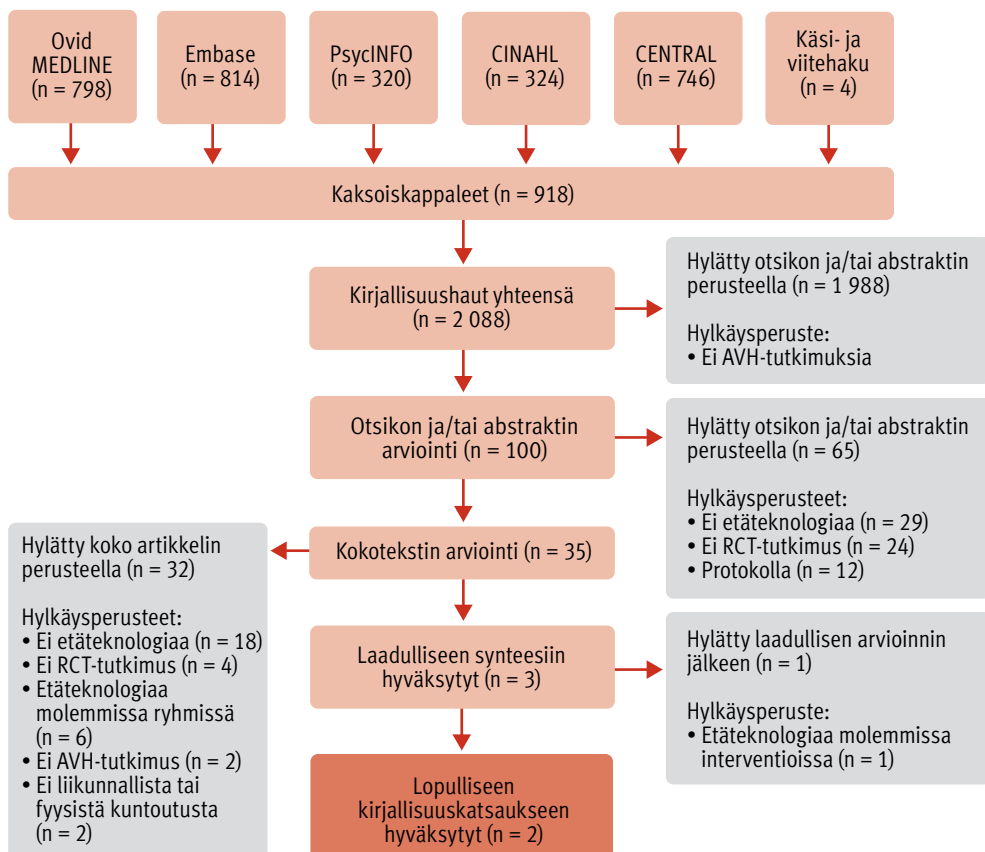 Ovid
MEDLINE
(n = 798)
Embase
(n = 814)
PsycINFO
(n = 320)
CINAHL
(n = 324)
CENTRAL
(n = 746)
Käsi- ja
viitehaku
(n = 4)
Kaksoiskappaleet (n = 918)
Kirjallisuushaut yhteensä
(n = 2 088)
Hylätty otsikon ja/tai abstraktin
perusteella (n = 1 988)
Hylkäysperuste:
• Ei AVH-tutkimuksia
Otsikon ja/tai abstraktin
arviointi (n = 100)
Hylätty otsikon ja/tai abstraktin
perusteella (n = 65)
Hylkäysperusteet:
• Ei etäteknologiaa (n = 29)
• Ei RCT-tutkimus (n = 24)
• Protokolla (n = 12)
Kokotekstin arviointi (n = 35)
Hylätty koko artikkelin
perusteella (n = 32)
Hylkäysperusteet:
• Ei etäteknologiaa (n = 18)
• Ei RCT-tutkimus (n = 4)
• Etäteknologiaa
molemmissa ryhmissä
(n = 6)
• Ei AVH-tutkimus (n = 2)
• Ei liikunnallista tai
fyysistä kuntoutusta
(n = 2)
Laadulliseen synteesiin
hyväksytyt (n = 3)
Hylätty laadullisen arvioinnin
jälkeen (n = 1)
Hylkäysperuste:
• Etäteknologiaa molemmissa
interventioissa (n = 1)
Lopulliseen
kirjallisuuskatsaukseen
hyväksytyt (n = 2)